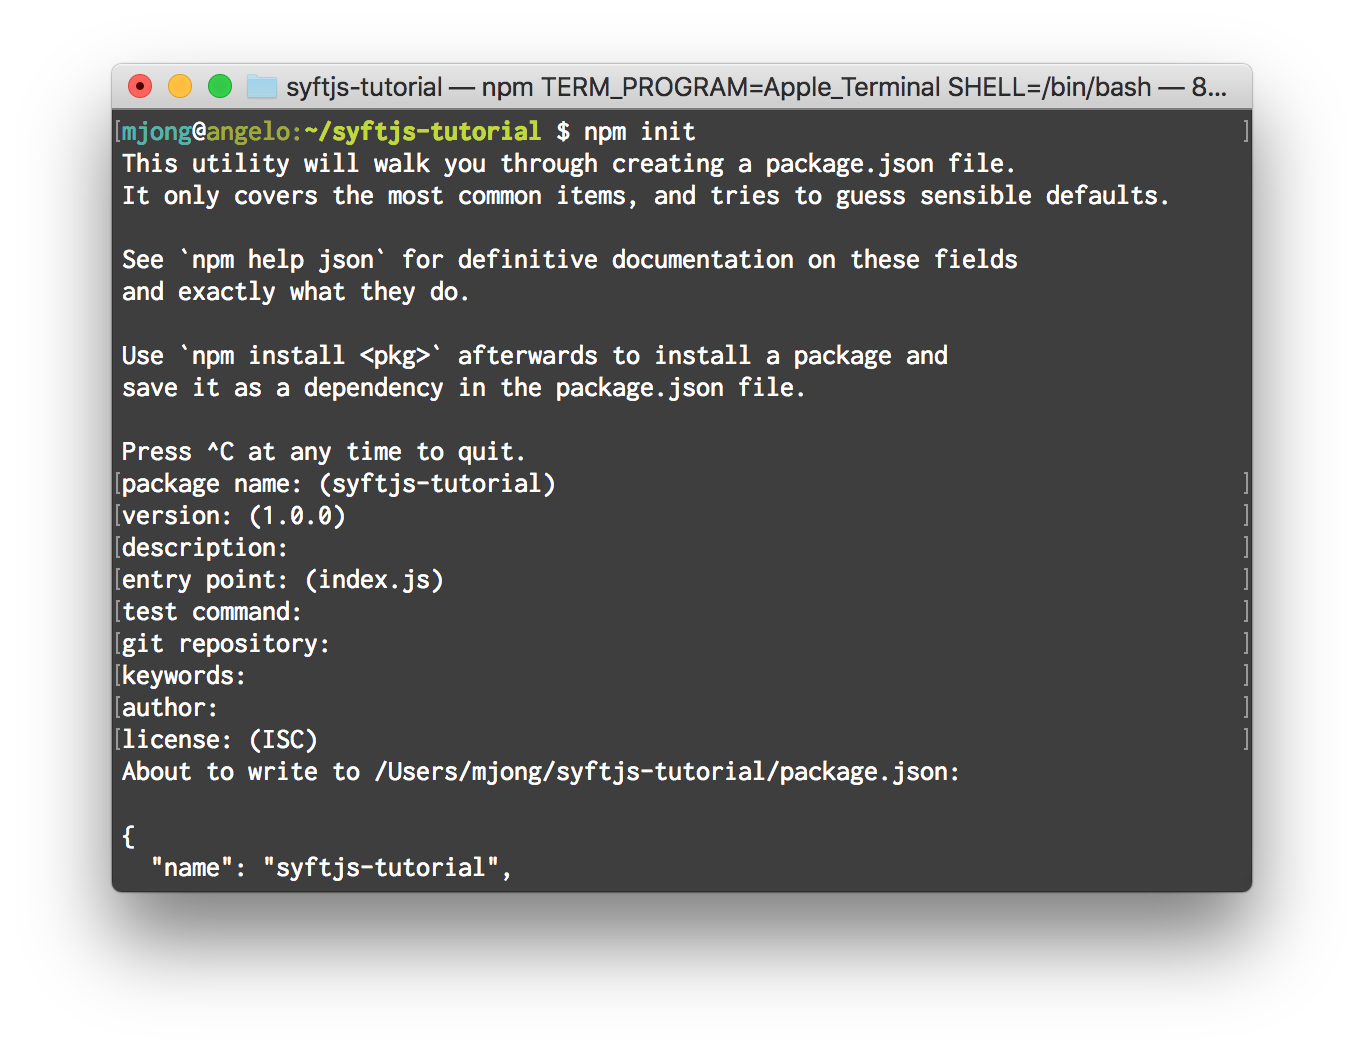 syftjs-tutorial — npm TERM_PROGRAM=Apple_Terminal SHELL=/bin/bash — 8...
[mjong@angelo:~/syftjs-tutorial $ npm init ]
This utility will walk you through creating a package.json file.
It only covers the most common items, and tries to guess sensible defaults.
See `npm help json` for definitive documentation on these fields
and exactly what they do.
Use `npm install <pkg>` afterwards to install a package and
save it as a dependency in the package.json file.
Press ^C at any time to quit.
[package name: (syftjs-tutorial) ]
[version: (1.0.0) ]
[description: ]
[entry point: (index.js) ]
[test command: ]
[git repository: ]
[keywords: ]
[author: ]
[license: (ISC) ]
About to write to /Users/mjong/syftjs-tutorial/package.json:
{
"name": "syftjs-tutorial",